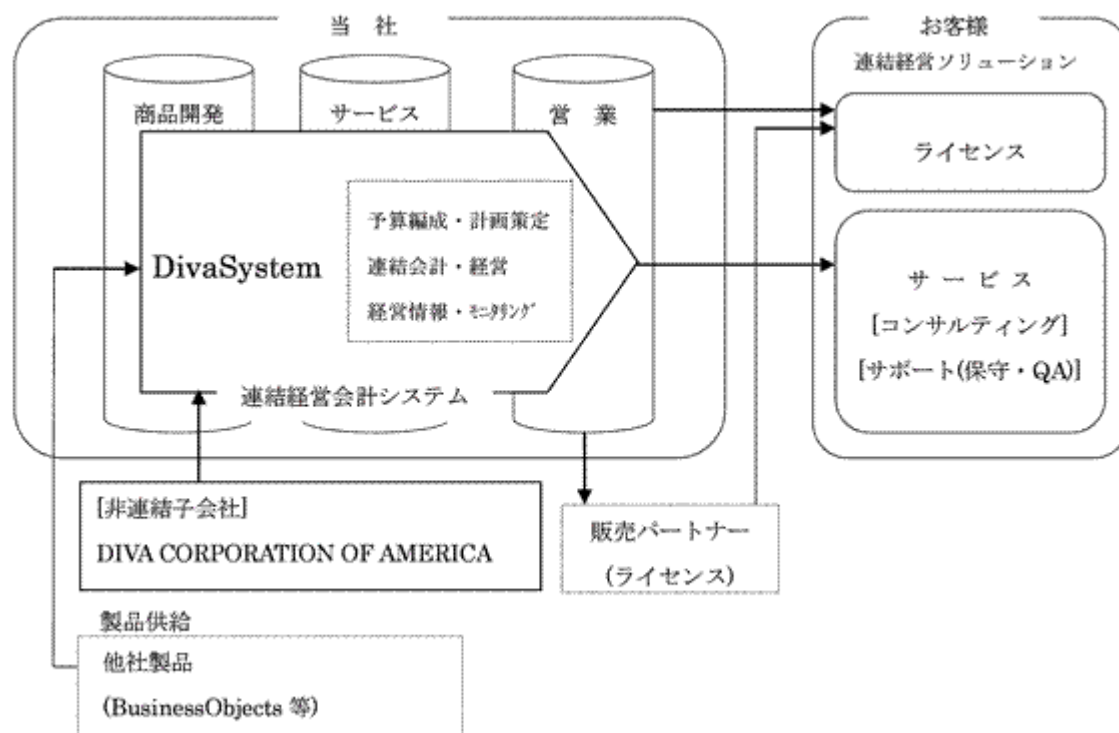 当 社
商品開発
サービス
営 業
DivaSystem
予算編成・計画策定
連結会計・経営
経営情報・ﾓﾆﾀﾘﾝｸﾞ
連結経営会計システム
お客様
連結経営ソリューション
ライセンス
サ ー ビ ス
[コンサルティング]
[サポート(保守・QA)]
[非連結子会社]
DIVA CORPORATION OF AMERICA
販売パートナー
(ライセンス)
製品供給
他社製品
(BusinessObjects 等)